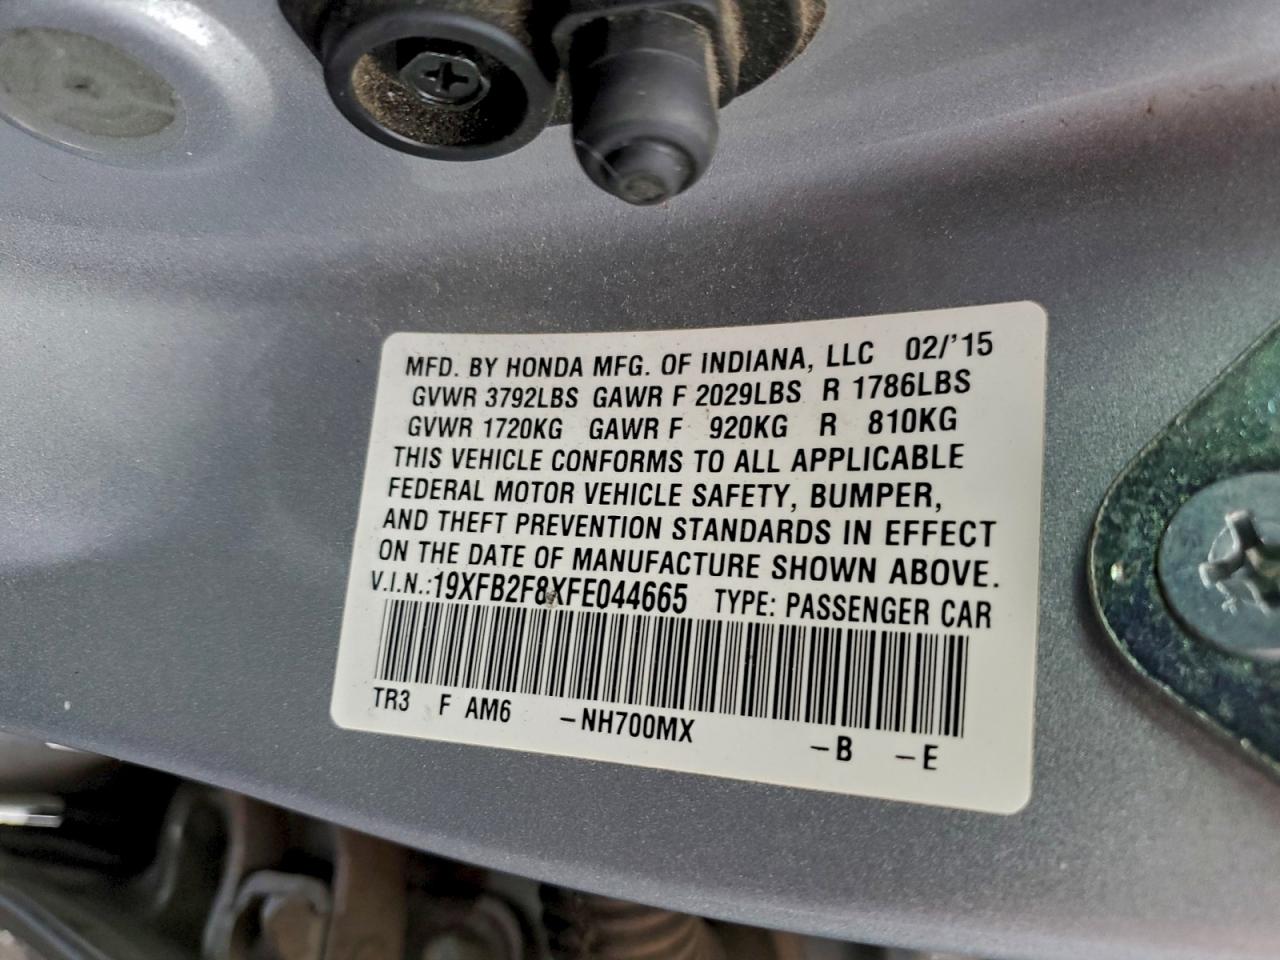 MFD. BY HONDA MFG. OF INDIANA, LLC 02/'15
GVWR 3792LBS GAWR F 2029LBS R 1786LBS
GVWR 1720KG GAWR F 920KG R 810KG
THIS VEHICLE CONFORMS TO ALL APPLICABLE
FEDERAL MOTOR VEHICLE SAFETY, BUMPER,
AND THEFT PREVENTION STANDARDS IN EFFECT
ON THE DATE OF MANUFACTURE SHOWN ABOVE.
V.I.N.:19XFB2F8XFE044665 TYPE: PASSENGER CAR
TR3 F AM6 -NH700MX -B -E